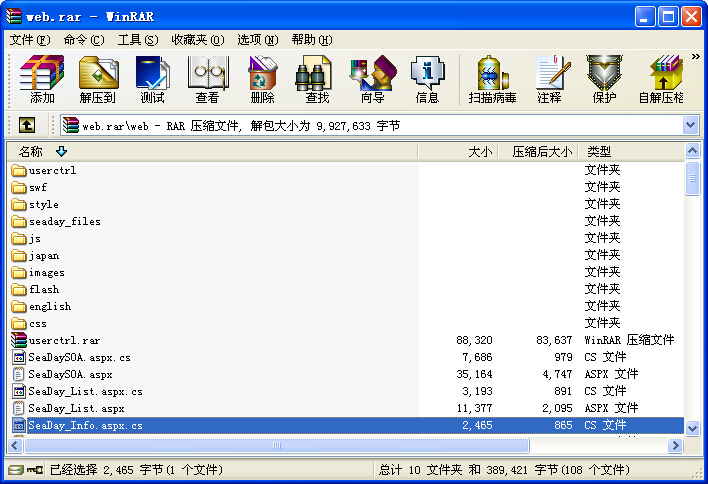 web.rar - WinRAR
文件(F) 命令(C) 工具(S) 收藏夹(O) 选项(N) 帮助(H)
添加 解压到 测试 查看 删除 查找 向导 信息 扫描病毒 注释 保护 自解压格
web.rar\web - RAR 压缩文件, 解包大小为 9,927,633 字节
名称 大小 压缩后大小 类型
userctrl 文件夹
swf 文件夹
style 文件夹
seaday_files 文件夹
js 文件夹
japan 文件夹
images 文件夹
flash 文件夹
english 文件夹
css 文件夹
userctrl.rar 88,320 83,637 WinRAR 压缩文件
SeaDaySOA.aspx.cs 7,686 979 CS 文件
SeaDaySOA.aspx 35,164 4,747 ASPX 文件
SeaDay_List.aspx.cs 3,193 891 CS 文件
SeaDay_List.aspx 11,377 2,095 ASPX 文件
SeaDay_Info.aspx.cs 2,465 865 CS 文件
已经选择 2,465 字节(1 个文件) 总计 10 文件夹 和 389,421 字节(108 个文件)